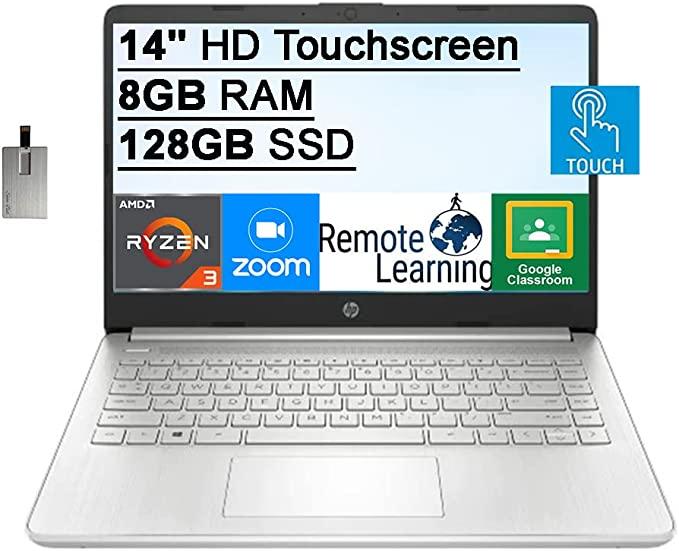 14" HD Touchscreen
8GB RAM
128GB SSD
TOUCH
AMD
RYZEN
3
zoom
Remote
Learning
Google
Classroom
hp